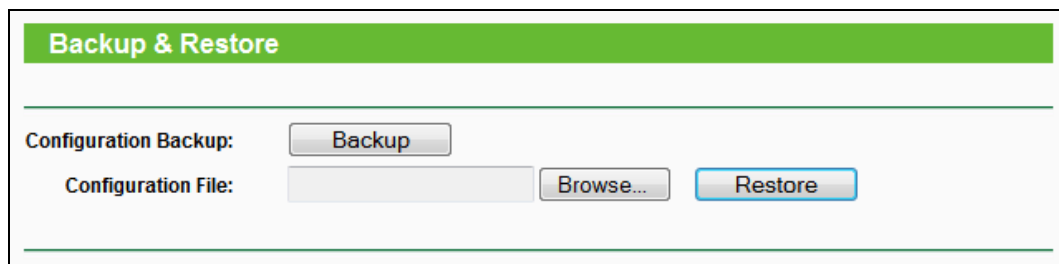 Backup & Restore
Configuration Backup: Backup
Configuration File: Browse... Restore